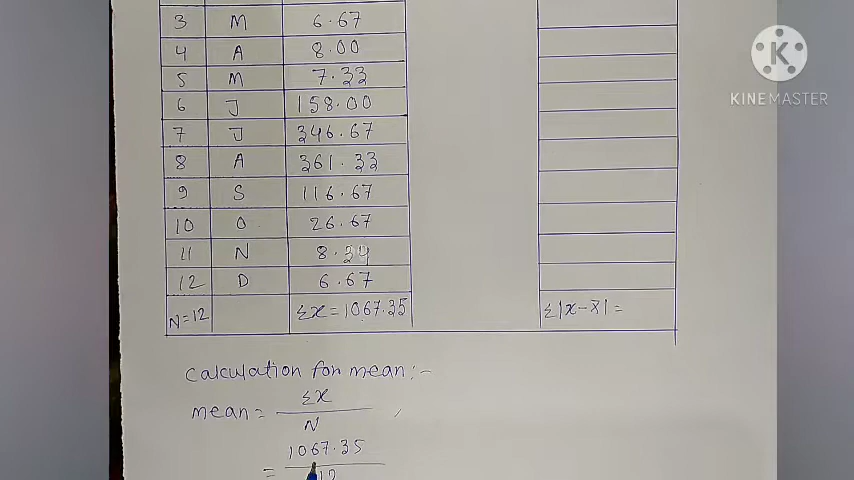 3 M 6.67
4 A 8.00
5 M 7.33
6 J 158.00
7 J 346.67
8 A 361.33
9 S 116.67
10 O 26.67
11 N 8.34
12 D 6.67
N=12 Σx=1067.35 Σ|x-x̄|=
Calculation for mean:-
mean = Σx
N
= 1067.35
12
KINEMASTER